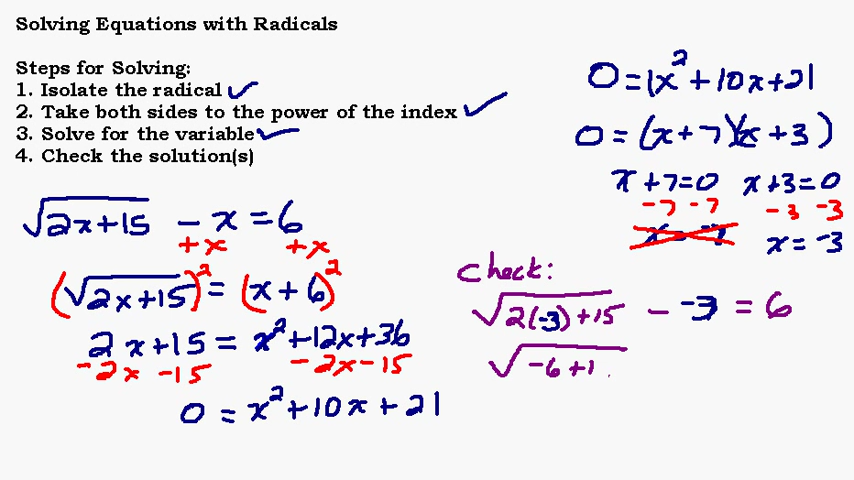 Solving Equations with Radicals
Steps for Solving:
1. Isolate the radical ✓
2. Take both sides to the power of the index ✓
3. Solve for the variable ✓
4. Check the solution(s)
√(2x+15) - x = 6
+x +x
(√(2x+15))² = (x+6)²
2x+15 = x²+12x+36
-2x -15 -2x-15
0 = x²+10x+21
0=1x²+10x+21
0=(x+7)(x+3)
x+7=0 x+3=0
-7 -7 -3 -3
x=-7 x=-3
Check:
√(2(-3)+15) - -3 = 6
√(-6+1